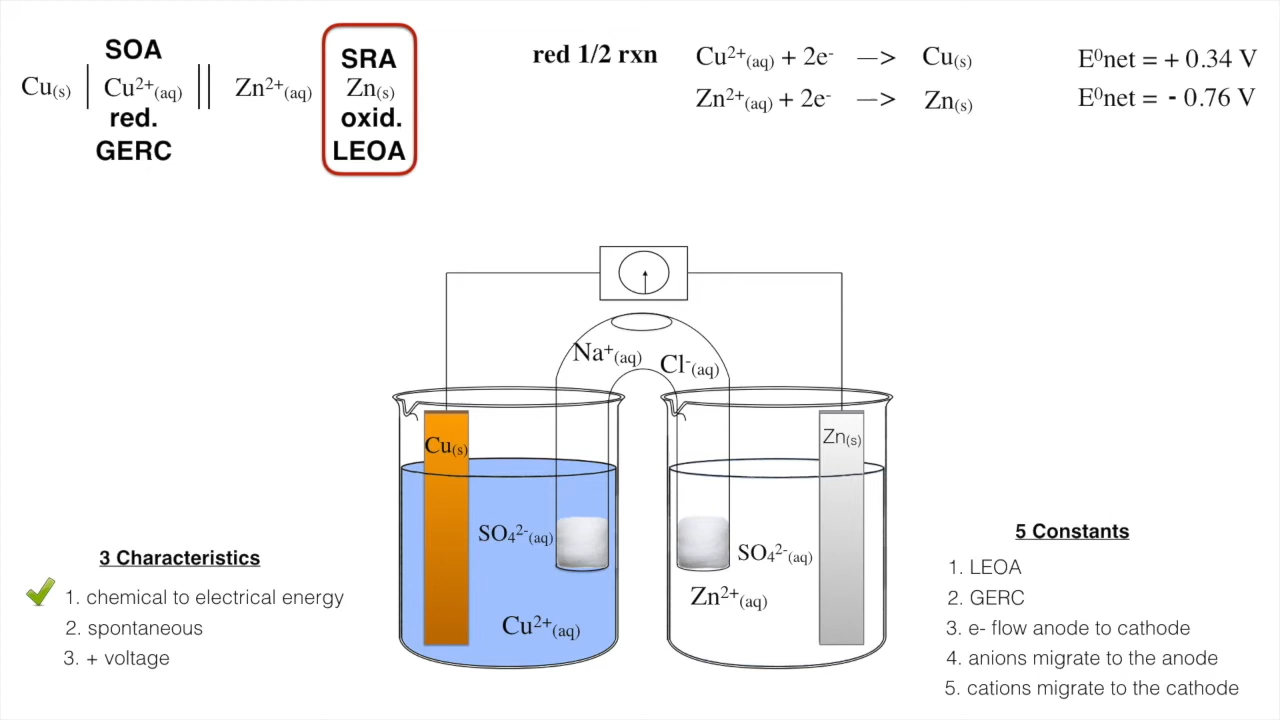 SOA
SRA
Cu(s) | Cu²⁺(aq) || Zn²⁺(aq) Zn(s)
red.
oxid.
GERC
LEOA
red 1/2 rxn Cu²⁺(aq) + 2e⁻ —> Cu(s) E⁰net = + 0.34 V
Zn²⁺(aq) + 2e⁻ —> Zn(s) E⁰net = - 0.76 V
Na⁺(aq) Cl⁻(aq)
Cu(s)
Zn(s)
SO₄²⁻(aq)
SO₄²⁻(aq)
Zn²⁺(aq)
Cu²⁺(aq)
3 Characteristics
1. chemical to electrical energy
2. spontaneous
3. + voltage
5 Constants
1. LEOA
2. GERC
3. e- flow anode to cathode
4. anions migrate to the anode
5. cations migrate to the cathode